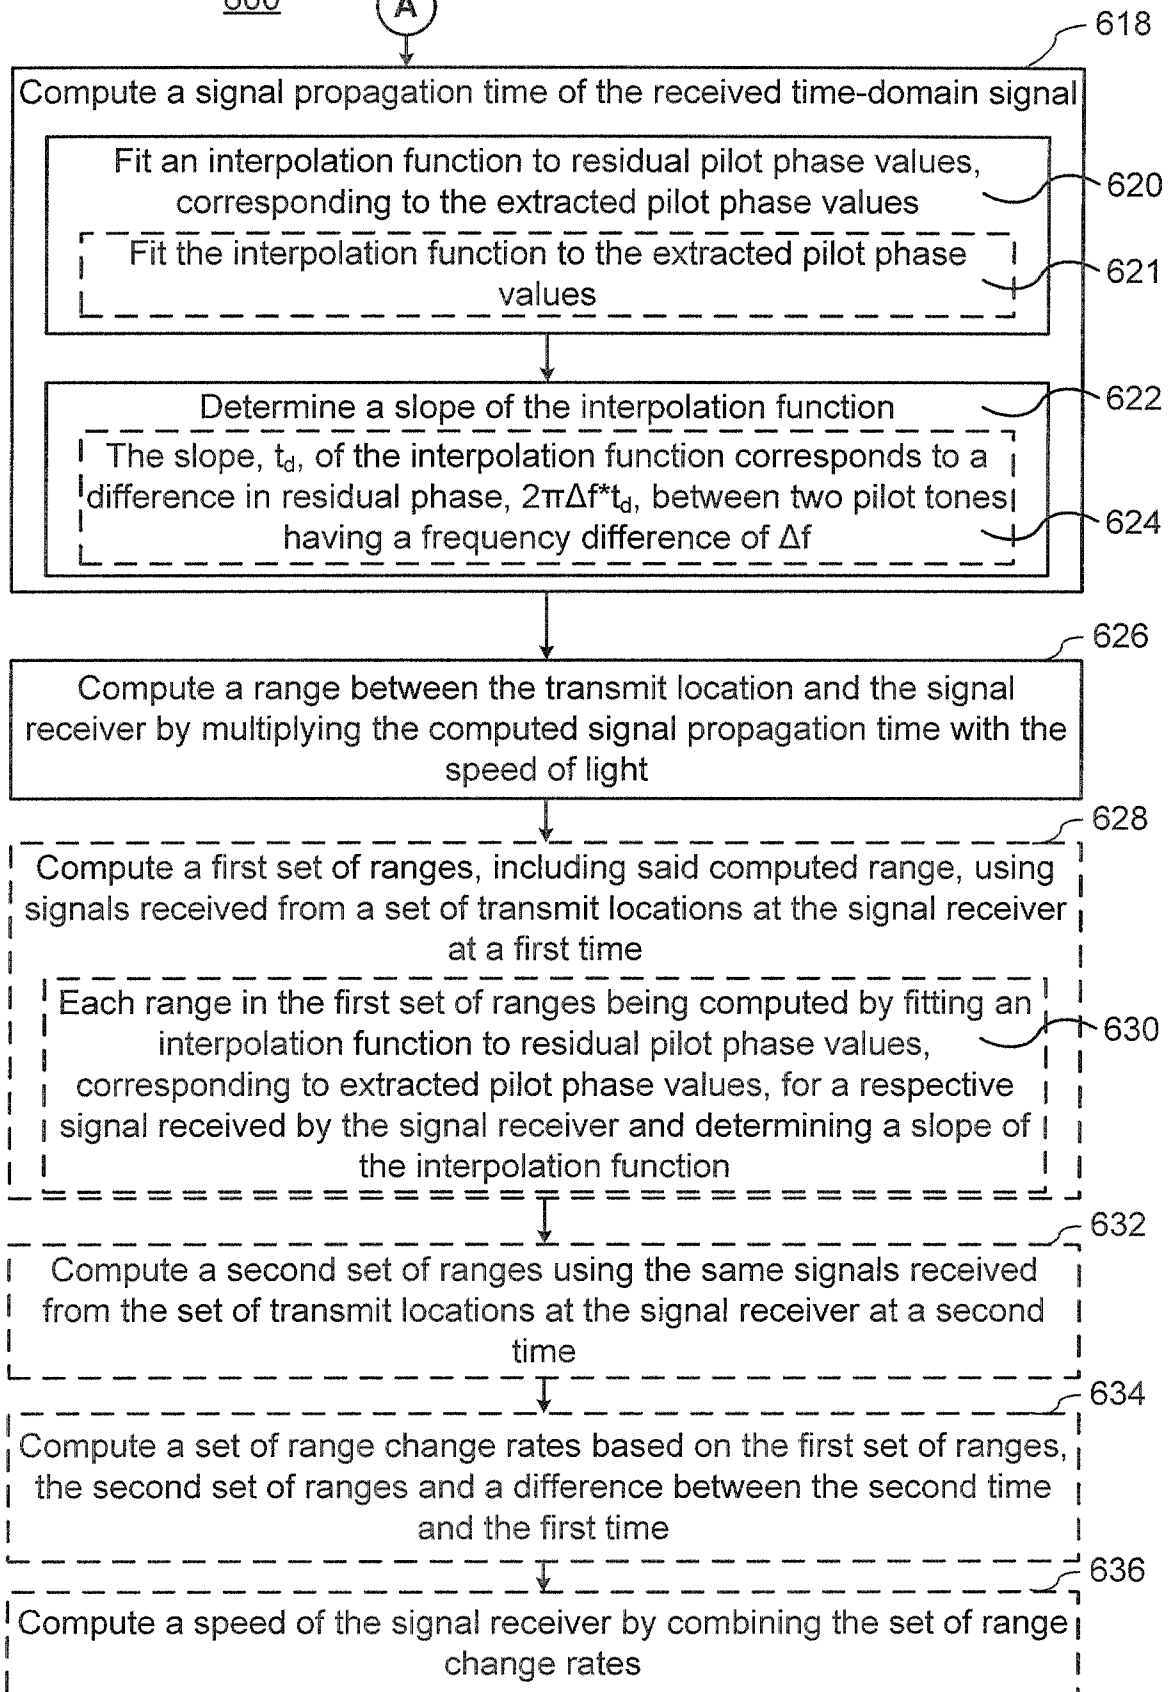 600
A
618
Compute a signal propagation time of the received time-domain signal
Fit an interpolation function to residual pilot phase values,
corresponding to the extracted pilot phase values
620
Fit the interpolation function to the extracted pilot phase
values
621
Determine a slope of the interpolation function
622
The slope, td, of the interpolation function corresponds to a
difference in residual phase, 2πΔf*td, between two pilot tones
having a frequency difference of Δf
624
626
Compute a range between the transmit location and the signal
receiver by multiplying the computed signal propagation time with the
speed of light
628
Compute a first set of ranges, including said computed range, using
signals received from a set of transmit locations at the signal receiver
at a first time
Each range in the first set of ranges being computed by fitting an
interpolation function to residual pilot phase values,
corresponding to extracted pilot phase values, for a respective
signal received by the signal receiver and determining a slope of
the interpolation function
630
632
Compute a second set of ranges using the same signals received
from the set of transmit locations at the signal receiver at a second
time
634
Compute a set of range change rates based on the first set of ranges,
the second set of ranges and a difference between the second time
and the first time
636
Compute a speed of the signal receiver by combining the set of range
change rates